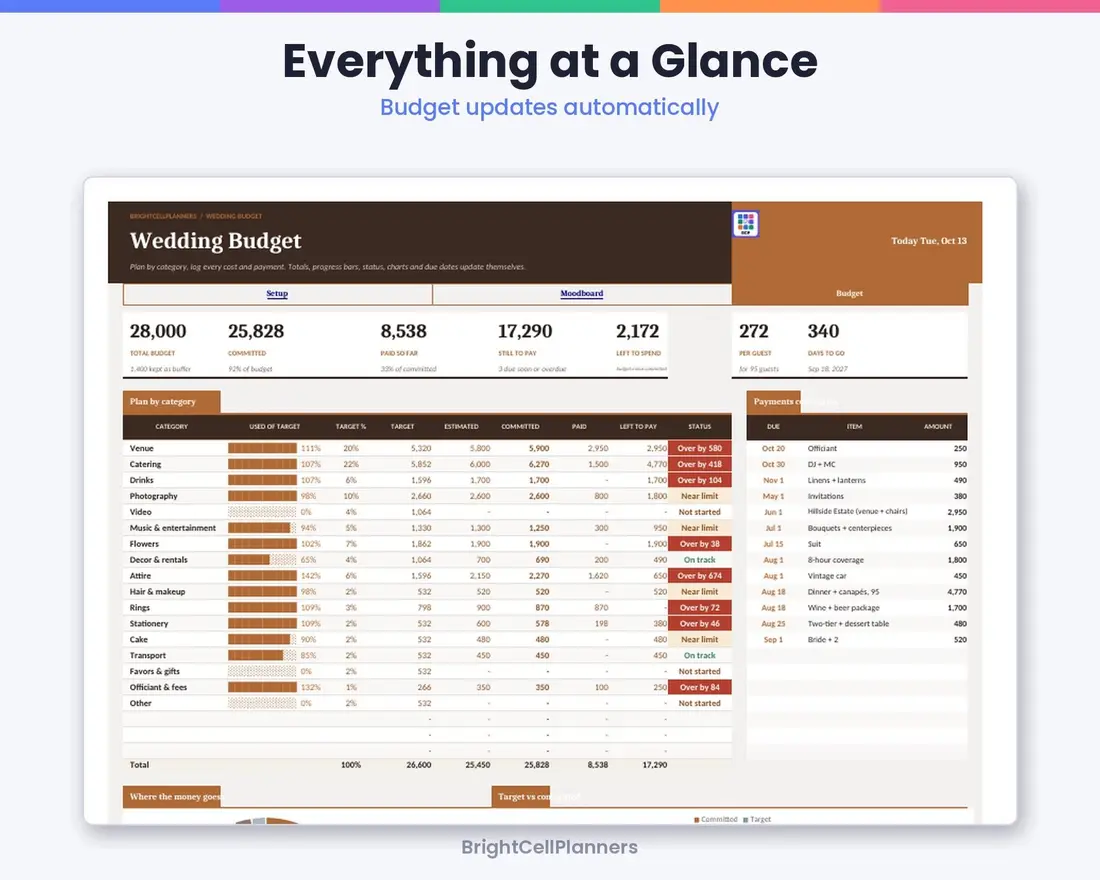 Everything at a Glance
Budget updates automatically
BRIGHTCELLPLANNERS / WEDDING BUDGET
Wedding Budget
Plan by category, log every cost and payment. Totals, progress bars, status, charts and due dates update themselves.
BCP
Today Tue, Oct 13
Setup Moodboard Budget
28,000 25,828 8,538 17,290 2,172 272 340
TOTAL BUDGET COMMITTED PAID SO FAR STILL TO PAY LEFT TO SPEND PER GUEST DAYS TO GO
1,400 kept as buffer 92% of budget 33% of committed 3 due soon or overdue for 95 guests Sep 18, 2027
Plan by category Payments
CATEGORY USED OF TARGET TARGET % TARGET ESTIMATED COMMITTED PAID LEFT TO PAY STATUS DUE ITEM AMOUNT
Venue 111% 20% 5,320 5,800 5,900 2,950 2,950 Over by 580 Oct 20 Officiant 250
Catering 107% 22% 5,852 6,000 6,270 1,500 4,770 Over by 418 Oct 30 DJ + MC 950
Drinks 107% 6% 1,596 1,700 1,700 - 1,700 Over by 104 Nov 1 Linens + lanterns 490
Photography 98% 10% 2,660 2,600 2,600 800 1,800 Near limit May 1 Invitations 380
Video 0% 4% 1,064 - - - - Not started Jun 1 Hillside Estate (venue + chairs) 2,950
Music & entertainment 94% 5% 1,330 1,300 1,250 300 950 Near limit Jul 1 Bouquets + centerpieces 1,900
Flowers 102% 7% 1,862 1,900 1,900 - 1,900 Over by 38 Jul 15 Suit 650
Decor & rentals 65% 4% 1,064 700 690 200 490 On track Aug 1 8-hour coverage 1,800
Attire 142% 6% 1,596 2,150 2,270 1,620 650 Over by 674 Aug 1 Vintage car 450
Hair & makeup 98% 2% 532 520 520 - 520 Near limit Aug 18 Dinner + canapés, 95 4,770
Rings 109% 3% 798 900 870 870 - Over by 72 Aug 18 Wine + beer package 1,700
Stationery 109% 2% 532 600 578 198 380 Over by 46 Aug 25 Two-tier + dessert table 480
Cake 90% 2% 532 480 480 - 480 Near limit Sep 1 Bride + 2 520
Transport 85% 2% 532 450 450 - 450 On track
Favors & gifts 0% 2% 532 - - - - Not started
Officiant & fees 132% 1% 266 350 350 100 250 Over by 84
Other 0% 2% 532 - - - - Not started
- - - - -
- - - - -
- - - - -
Total 100% 26,600 25,450 25,828 8,538 17,290
Where the money goes Target vs committed
Committed Target
BrightCellPlanners